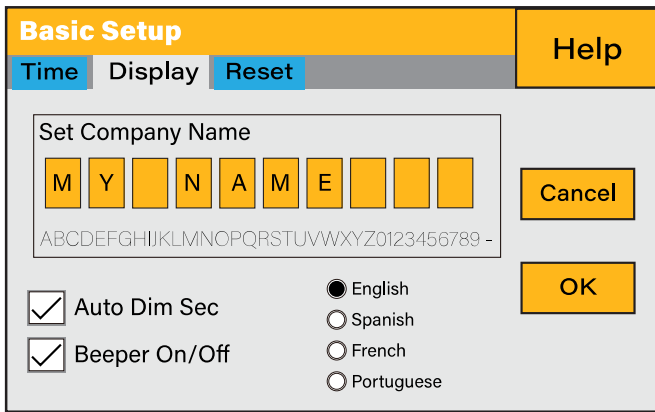 Basic Setup
Help
Time Display Reset
Set Company Name
M Y N A M E
ABCDEFGHIJKLMNOPQRSTUVWXYZ0123456789 -
Cancel
Auto Dim Sec
Beeper On/Off
English
Spanish
French
Portuguese
OK